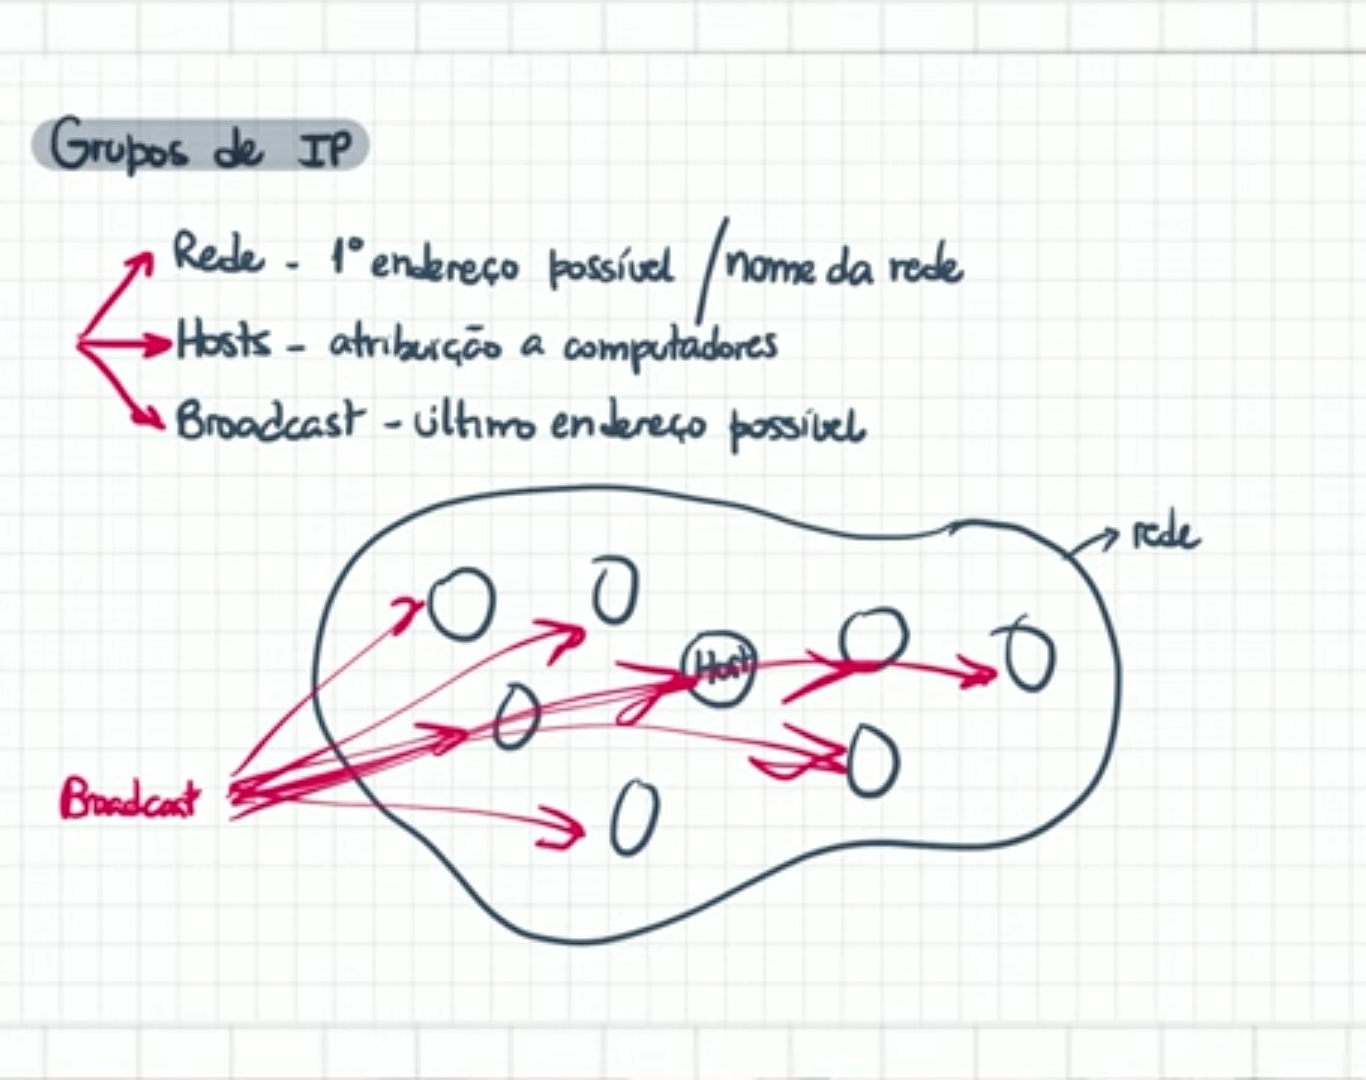 Grupos de IP
Rede - 1º endereço possível / nome da rede
Hosts - atribuição a computadores
Broadcast - último endereço possível
rede
Host
Broadcast